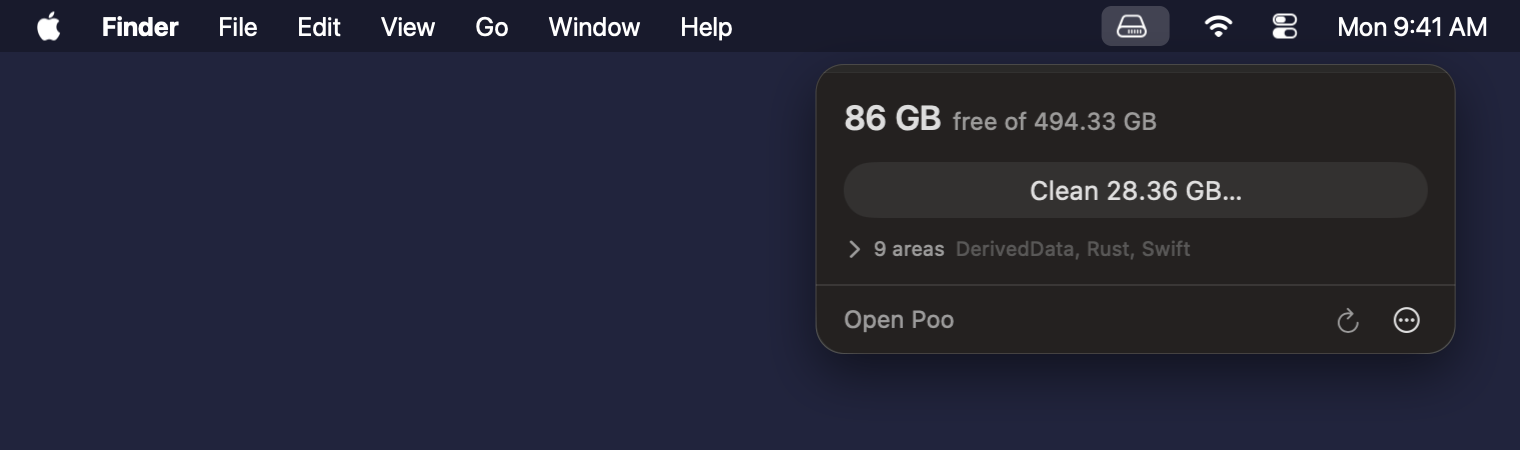 Finder File Edit View Go Window Help Mon 9:41 AM
86 GB free of 494.33 GB
Clean 28.36 GB...
9 areas DerivedData, Rust, Swift
Open Poo